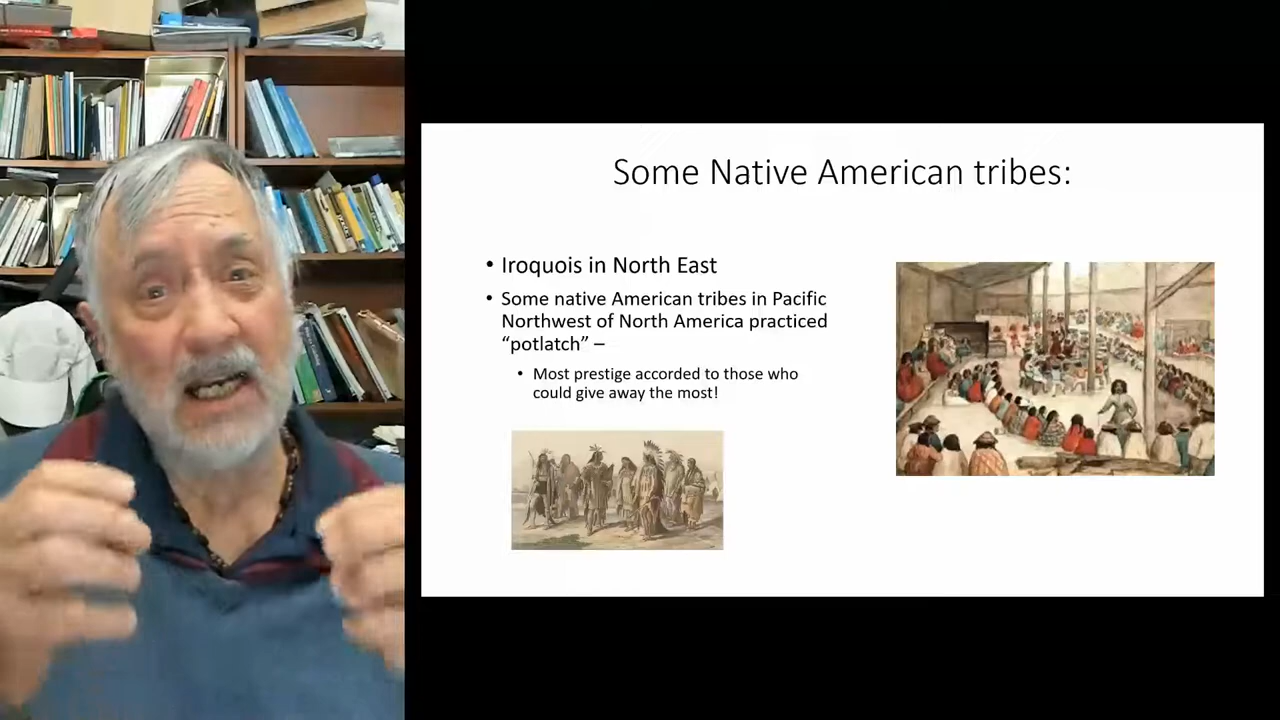 Some Native American tribes:
• Iroquois in North East
• Some native American tribes in Pacific
Northwest of North America practiced
“potlatch” –
• Most prestige accorded to those who
could give away the most!